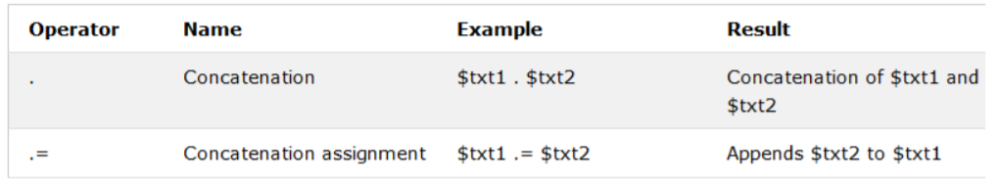 Operator Name Example Result
. Concatenation $txt1 . $txt2 Concatenation of $txt1 and
$txt2
.= Concatenation assignment $txt1 .= $txt2 Appends $txt2 to $txt1